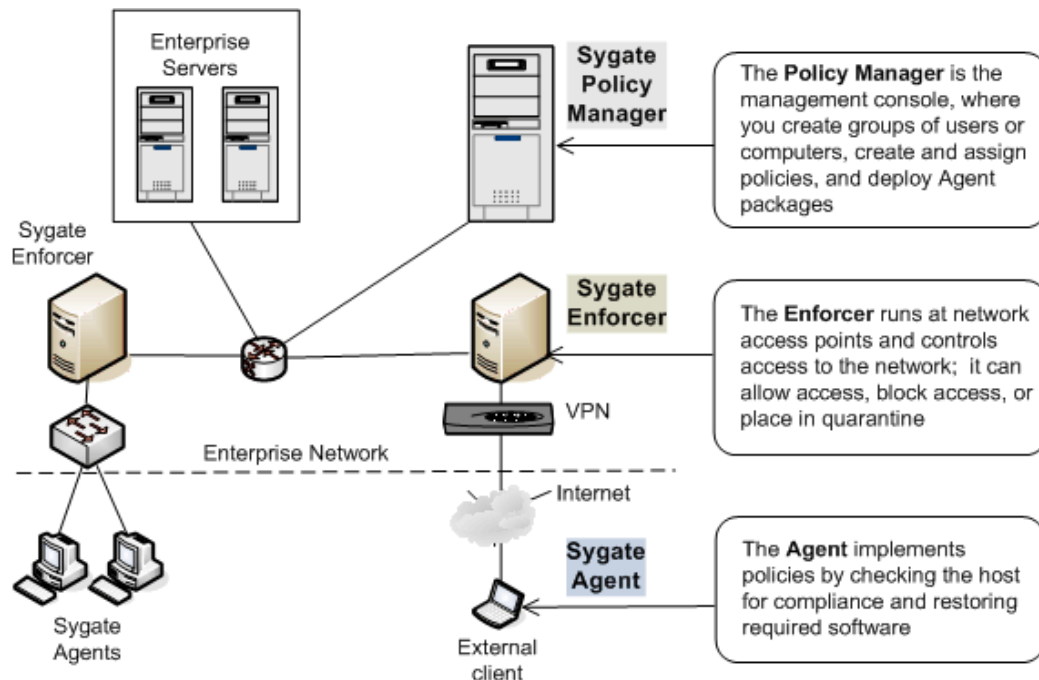 Enterprise
Servers
Sygate
Policy
Manager
The Policy Manager is the
management console, where
you create groups of users or
computers, create and assign
policies, and deploy Agent
packages
Sygate
Enforcer
Sygate
Enforcer
The Enforcer runs at network
access points and controls
access to the network; it can
allow access, block access, or
place in quarantine
VPN
Enterprise Network
Internet
Sygate
Agent
The Agent implements
policies by checking the host
for compliance and restoring
required software
Sygate
Agents
External
client